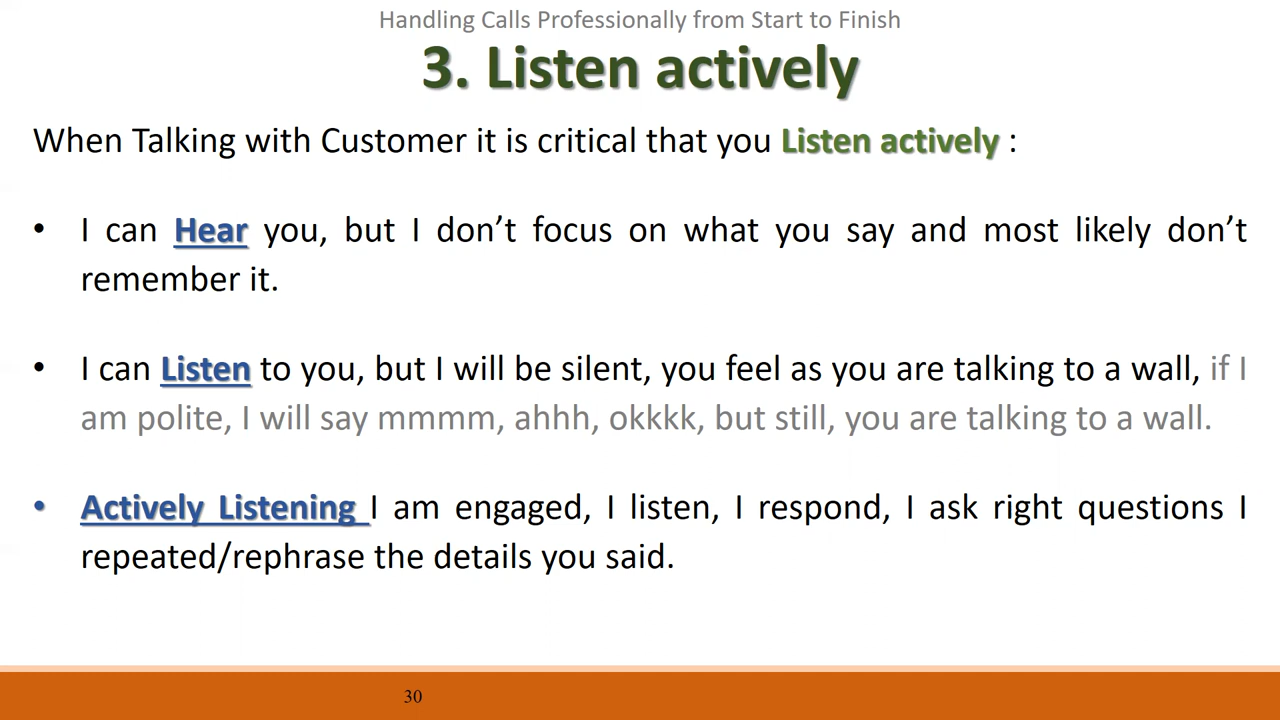 Handling Calls Professionally from Start to Finish
3. Listen actively
When Talking with Customer it is critical that you Listen actively :
• I can Hear you, but I don’t focus on what you say and most likely don’t
remember it.
• I can Listen to you, but I will be silent, you feel as you are talking to a wall, if I
am polite, I will say mmmm, ahhh, okkkk, but still, you are talking to a wall.
• Actively Listening I am engaged, I listen, I respond, I ask right questions I
repeated/rephrase the details you said.
30